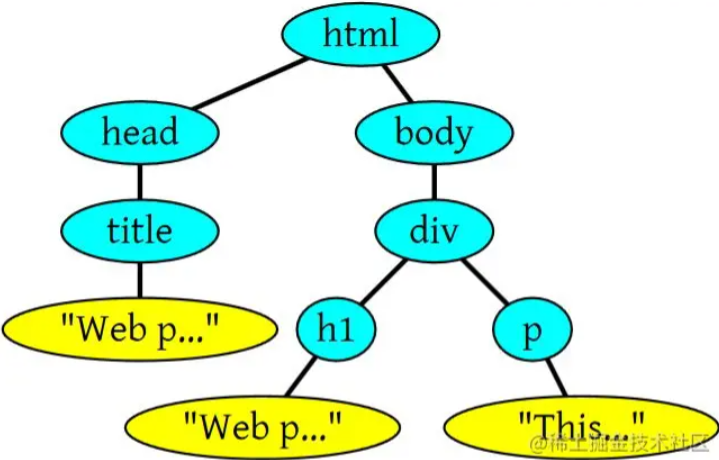 html
head
body
title
div
"Web p..."
h1
p
"Web p..."
"This..."
@稀土掘金技术社区